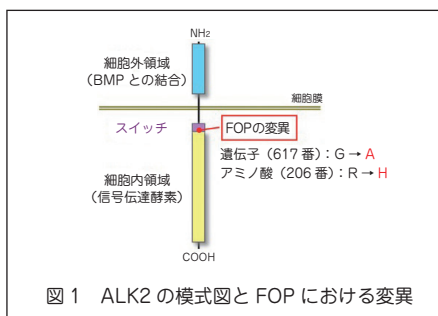 NH2
細胞外領域
（BMP との結合）
細胞膜
スイッチ
FOPの変異
遺伝子（617 番）：G → A
アミノ酸（206 番）：R → H
細胞内領域
（信号伝達酵素）
COOH
図 1　ALK2 の模式図と FOP における変異